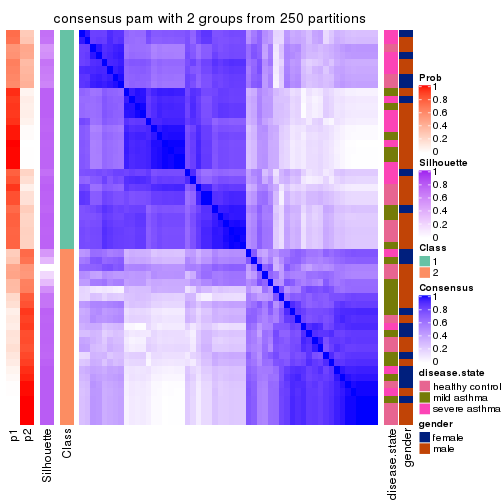 consensus pam with 2 groups from 250 partitions
Prob
1
0.8
0.6
0.4
0.2
0
Silhouette
1
0.8
0.6
0.4
0.2
0
Class
1
2
Consensus
1
0.8
0.6
0.4
0.2
0
disease.state
healthy control
mild asthma
severe asthma
gender
female
male
p1
p2
Silhouette
Class
disease.state
gender